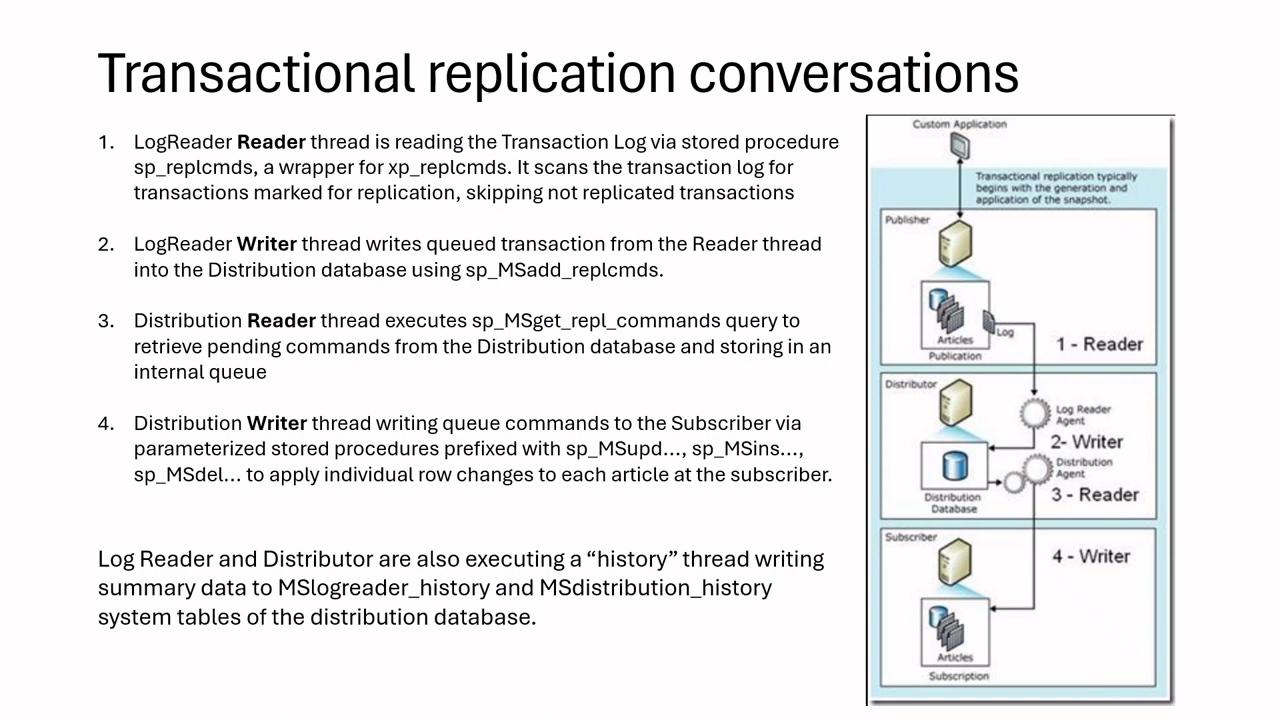 Transactional replication conversations
1. LogReader Reader thread is reading the Transaction Log via stored procedure
sp_replcmds, a wrapper for xp_replcmds. It scans the transaction log for
transactions marked for replication, skipping not replicated transactions
2. LogReader Writer thread writes queued transaction from the Reader thread
into the Distribution database using sp_MSadd_replcmds.
3. Distribution Reader thread executes sp_MSget_repl_commands query to
retrieve pending commands from the Distribution database and storing in an
internal queue
4. Distribution Writer thread writing queue commands to the Subscriber via
parameterized stored procedures prefixed with sp_MSupd..., sp_MSins...,
sp_MSdel... to apply individual row changes to each article at the subscriber.
Log Reader and Distributor are also executing a “history” thread writing
summary data to MSlogreader_history and MSdistribution_history
system tables of the distribution database.
Custom Application
Transactional replication typically
begins with the generation and
application of the snapshot.
Publisher
Log
Articles
1 - Reader
Publication
Distributor
Log Reader
Agent
2- Writer
Distribution
Agent
3 - Reader
Distribution
Database
Subscriber
4 - Writer
Articles
Subscription